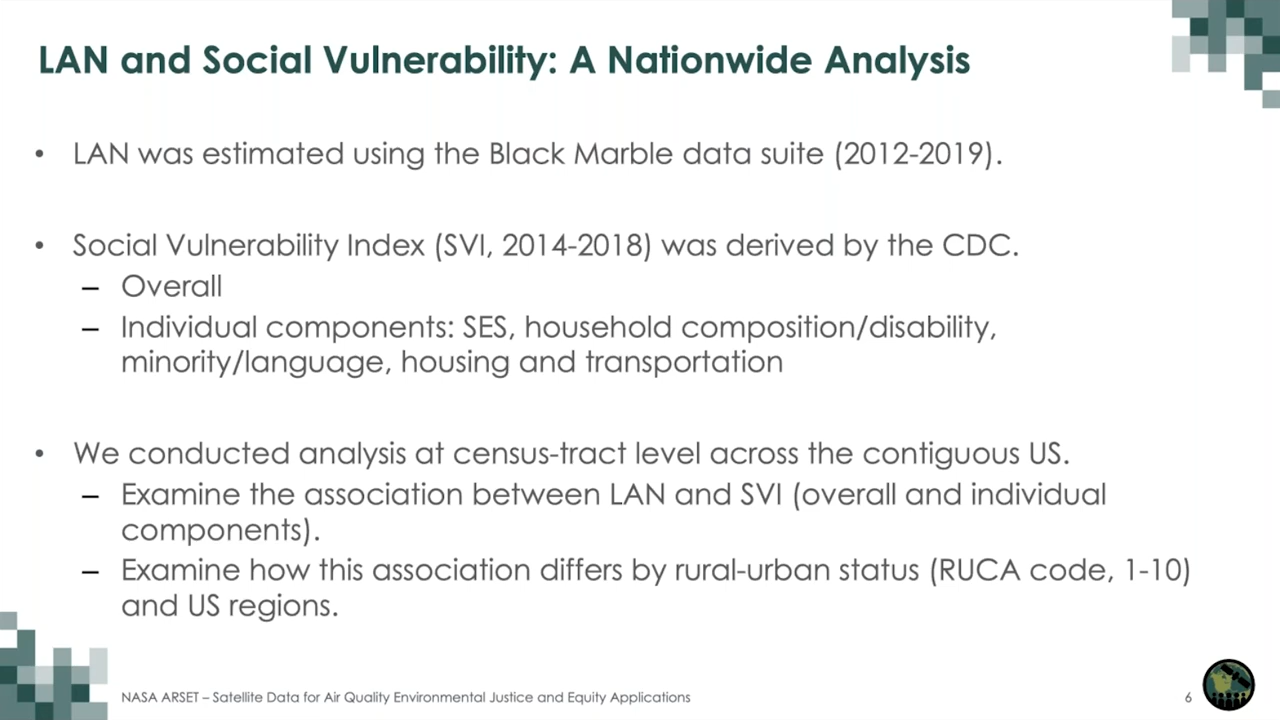 LAN and Social Vulnerability: A Nationwide Analysis
• LAN was estimated using the Black Marble data suite (2012-2019).
• Social Vulnerability Index (SVI, 2014-2018) was derived by the CDC.
– Overall
– Individual components: SES, household composition/disability,
minority/language, housing and transportation
• We conducted analysis at census-tract level across the contiguous US.
– Examine the association between LAN and SVI (overall and individual
components).
– Examine how this association differs by rural-urban status (RUCA code, 1-10)
and US regions.
NASA ARSET – Satellite Data for Air Quality Environmental Justice and Equity Applications
6